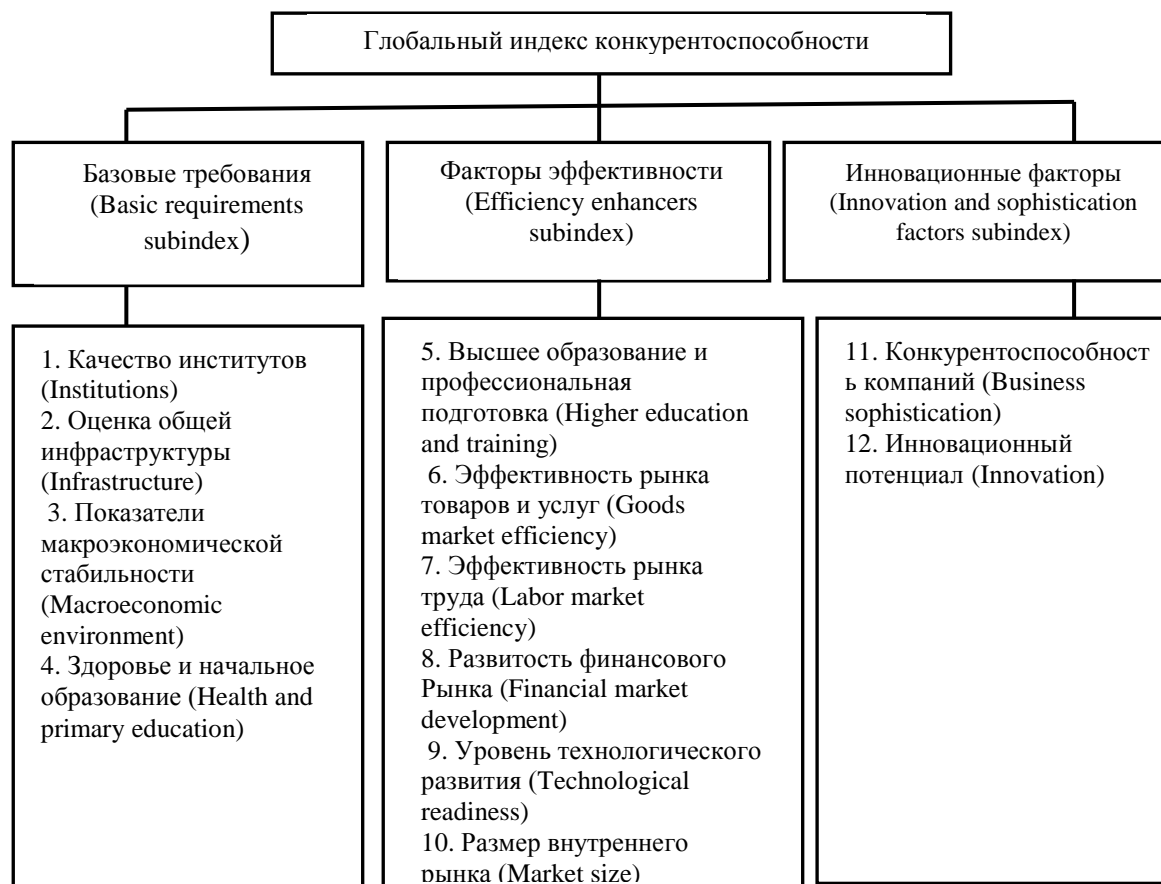 Глобальный индекс конкурентоспособности
Базовые требования
(Basic requirements
subindex)
Факторы эффективности
(Efficiency enhancers
subindex)
Инновационные факторы
(Innovation and sophistication
factors subindex)
1. Качество институтов
(Institutions)
2. Оценка общей
инфраструктуры
(Infrastructure)
3. Показатели
макроэкономической
стабильности
(Macroeconomic
environment)
4. Здоровье и начальное
образование (Health and
primary education)
5. Высшее образование и
профессиональная
подготовка (Higher education
and training)
6. Эффективность рынка
товаров и услуг (Goods
market efficiency)
7. Эффективность рынка
труда (Labor market
efficiency)
8. Развитость финансового
Рынка (Financial market
development)
9. Уровень технологического
развития (Technological
readiness)
10. Размер внутреннего
рынка (Market size)
11. Конкурентоспособност
ь компаний (Business
sophistication)
12. Инновационный
потенциал (Innovation)